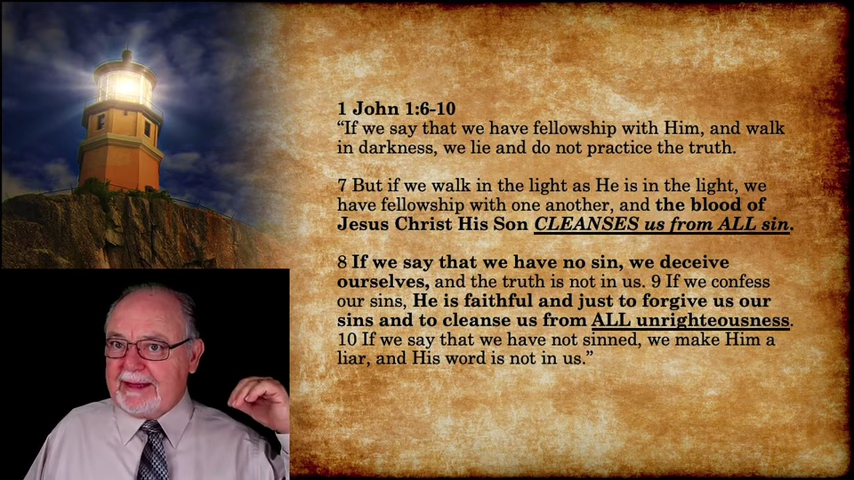 1 John 1:6-10
“If we say that we have fellowship with Him, and walk
in darkness, we lie and do not practice the truth.
7 But if we walk in the light as He is in the light, we
have fellowship with one another, and the blood of
Jesus Christ His Son CLEANSES us from ALL sin.
8 If we say that we have no sin, we deceive
ourselves, and the truth is not in us. 9 If we confess
our sins, He is faithful and just to forgive us our
sins and to cleanse us from ALL unrighteousness.
10 If we say that we have not sinned, we make Him a
liar, and His word is not in us.”